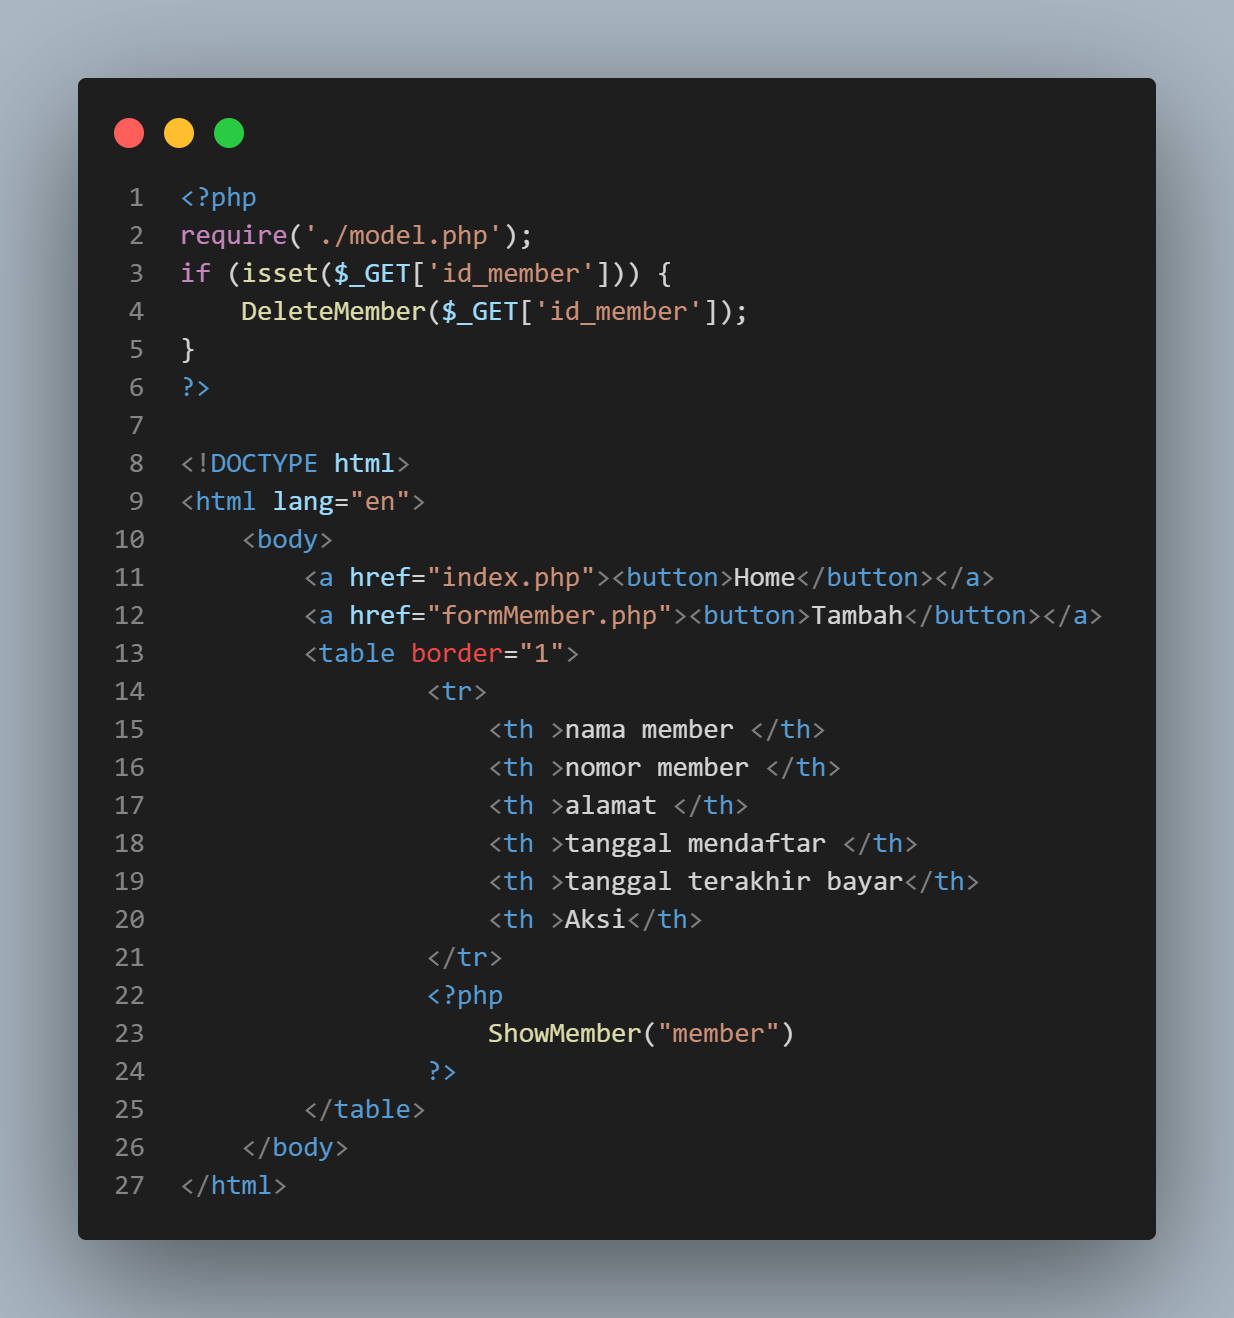 1 <?php
2 require('./model.php');
3 if (isset($_GET['id_member'])) {
4     DeleteMember($_GET['id_member']);
5 }
6 ?>
7
8 <!DOCTYPE html>
9 <html lang="en">
10     <body>
11         <a href="index.php"><button>Home</button></a>
12         <a href="formMember.php"><button>Tambah</button></a>
13         <table border="1">
14                 <tr>
15                     <th >nama member </th>
16                     <th >nomor member </th>
17                     <th >alamat </th>
18                     <th >tanggal mendaftar </th>
19                     <th >tanggal terakhir bayar</th>
20                     <th >Aksi</th>
21                 </tr>
22                 <?php
23                     ShowMember("member")
24                 ?>
25         </table>
26     </body>
27 </html>